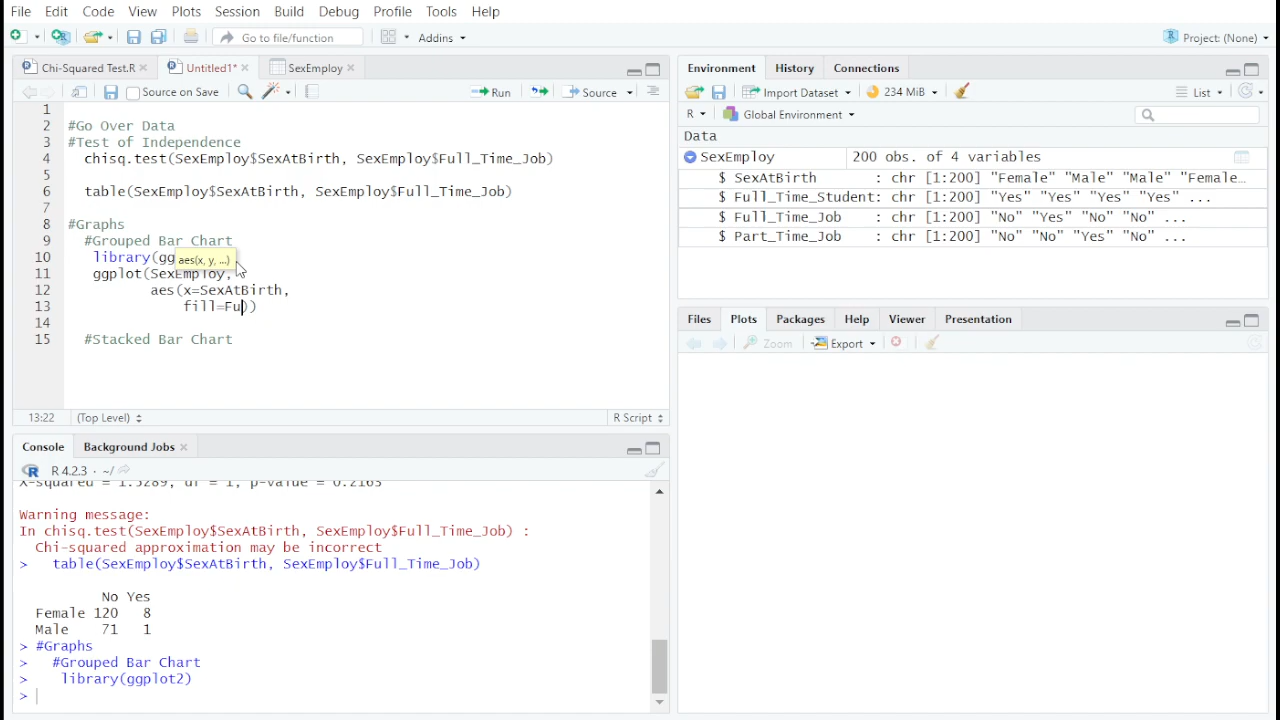 File Edit Code View Plots Session Build Debug Profile Tools Help
Go to file/function Addins Project: (None)
Chi-Squared Test.R Untitled1* SexEmploy
Source on Save Run Source
1
2 #Go Over Data
3 #Test of Independence
4 chisq.test(SexEmploy$SexAtBirth, SexEmploy$Full_Time_Job)
5
6 table(SexEmploy$SexAtBirth, SexEmploy$Full_Time_Job)
7
8 #Graphs
9 #Grouped Bar Chart
10 library(gg
aes(x, y, ...)
11 ggplot(SexEmploy,
12 aes(x=SexAtBirth,
13 fill=Fu))
14
15 #Stacked Bar Chart
13:22 (Top Level) R Script
Console Background Jobs
R 4.2.3 · ~/
X-squared = 1.5289, df = 1, p-value = 0.2163
Warning message:
In chisq.test(SexEmploy$SexAtBirth, SexEmploy$Full_Time_Job) :
Chi-squared approximation may be incorrect
> table(SexEmploy$SexAtBirth, SexEmploy$Full_Time_Job)
No Yes
Female 120 8
Male 71 1
> #Graphs
> #Grouped Bar Chart
> library(ggplot2)
>
Environment History Connections
Import Dataset 234 MiB List
R Global Environment
Data
SexEmploy 200 obs. of 4 variables
$ SexAtBirth : chr [1:200] "Female" "Male" "Male" "Female…
$ Full_Time_Student: chr [1:200] "Yes" "Yes" "Yes" "Yes" ...
$ Full_Time_Job : chr [1:200] "No" "Yes" "No" "No" ...
$ Part_Time_Job : chr [1:200] "No" "No" "Yes" "No" ...
Files Plots Packages Help Viewer Presentation
Zoom Export